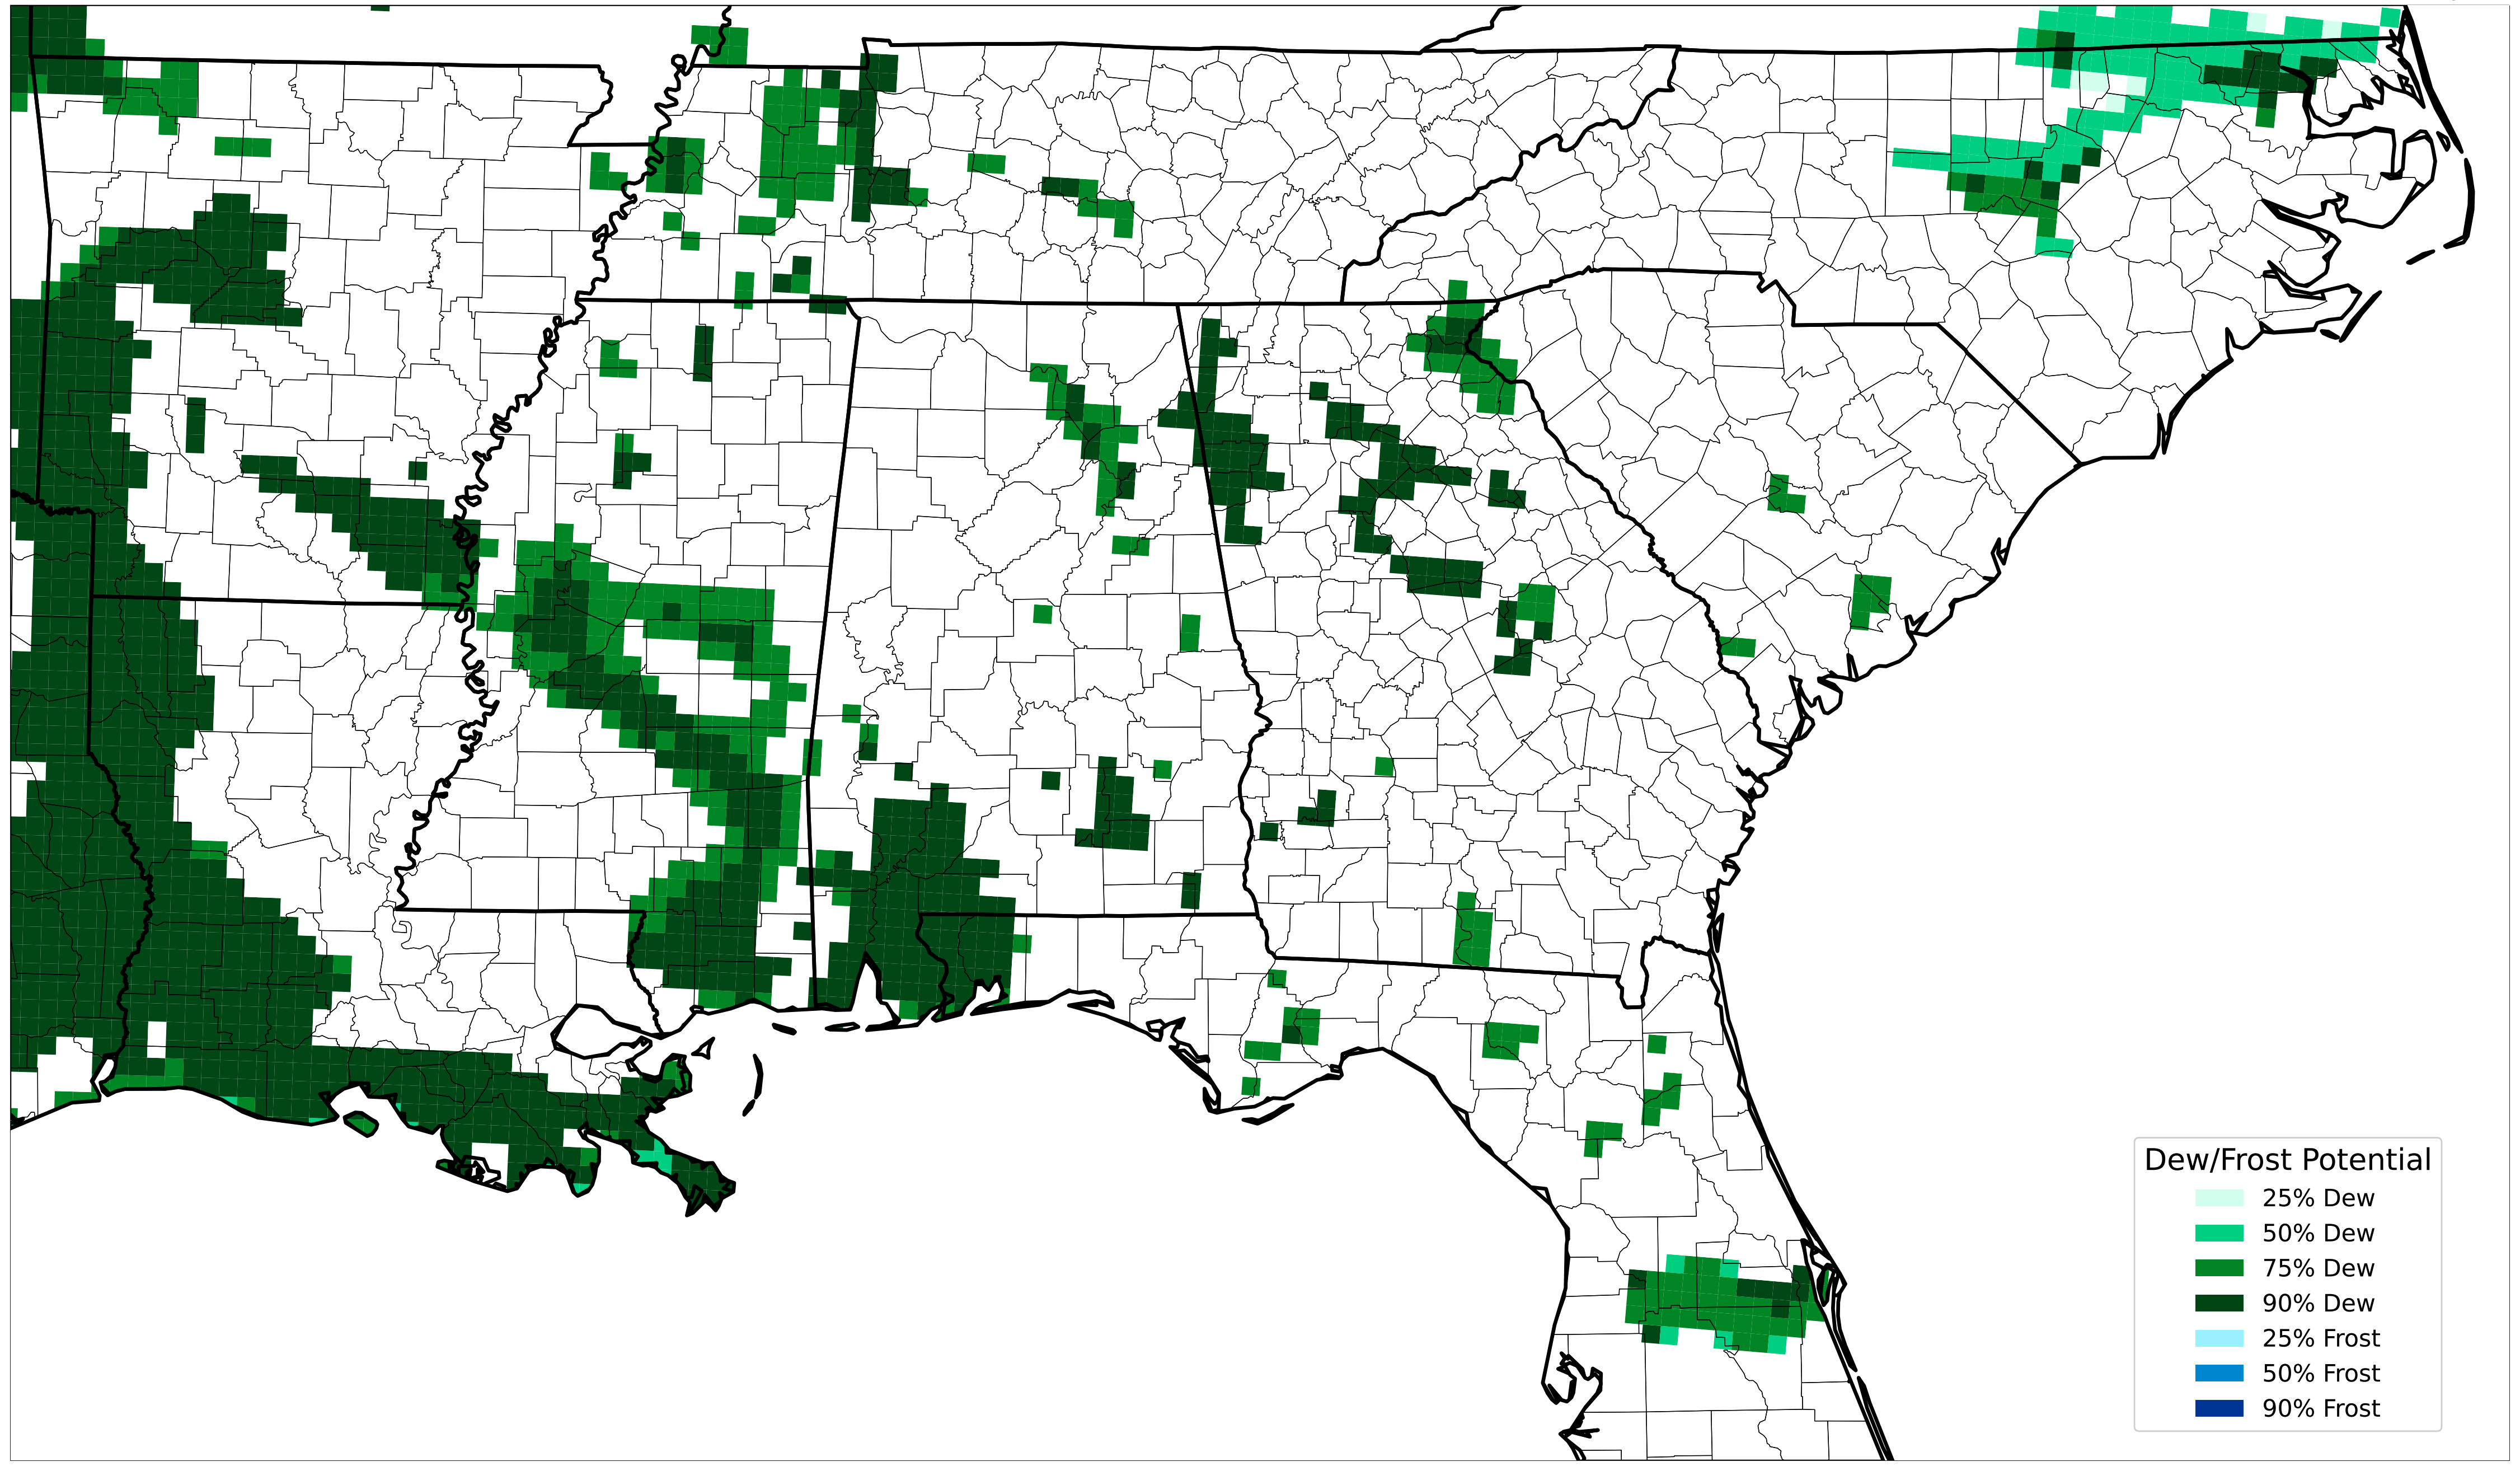 Dew/Frost Potential
25% Dew
50% Dew
75% Dew
90% Dew
25% Frost
50% Frost
90% Frost